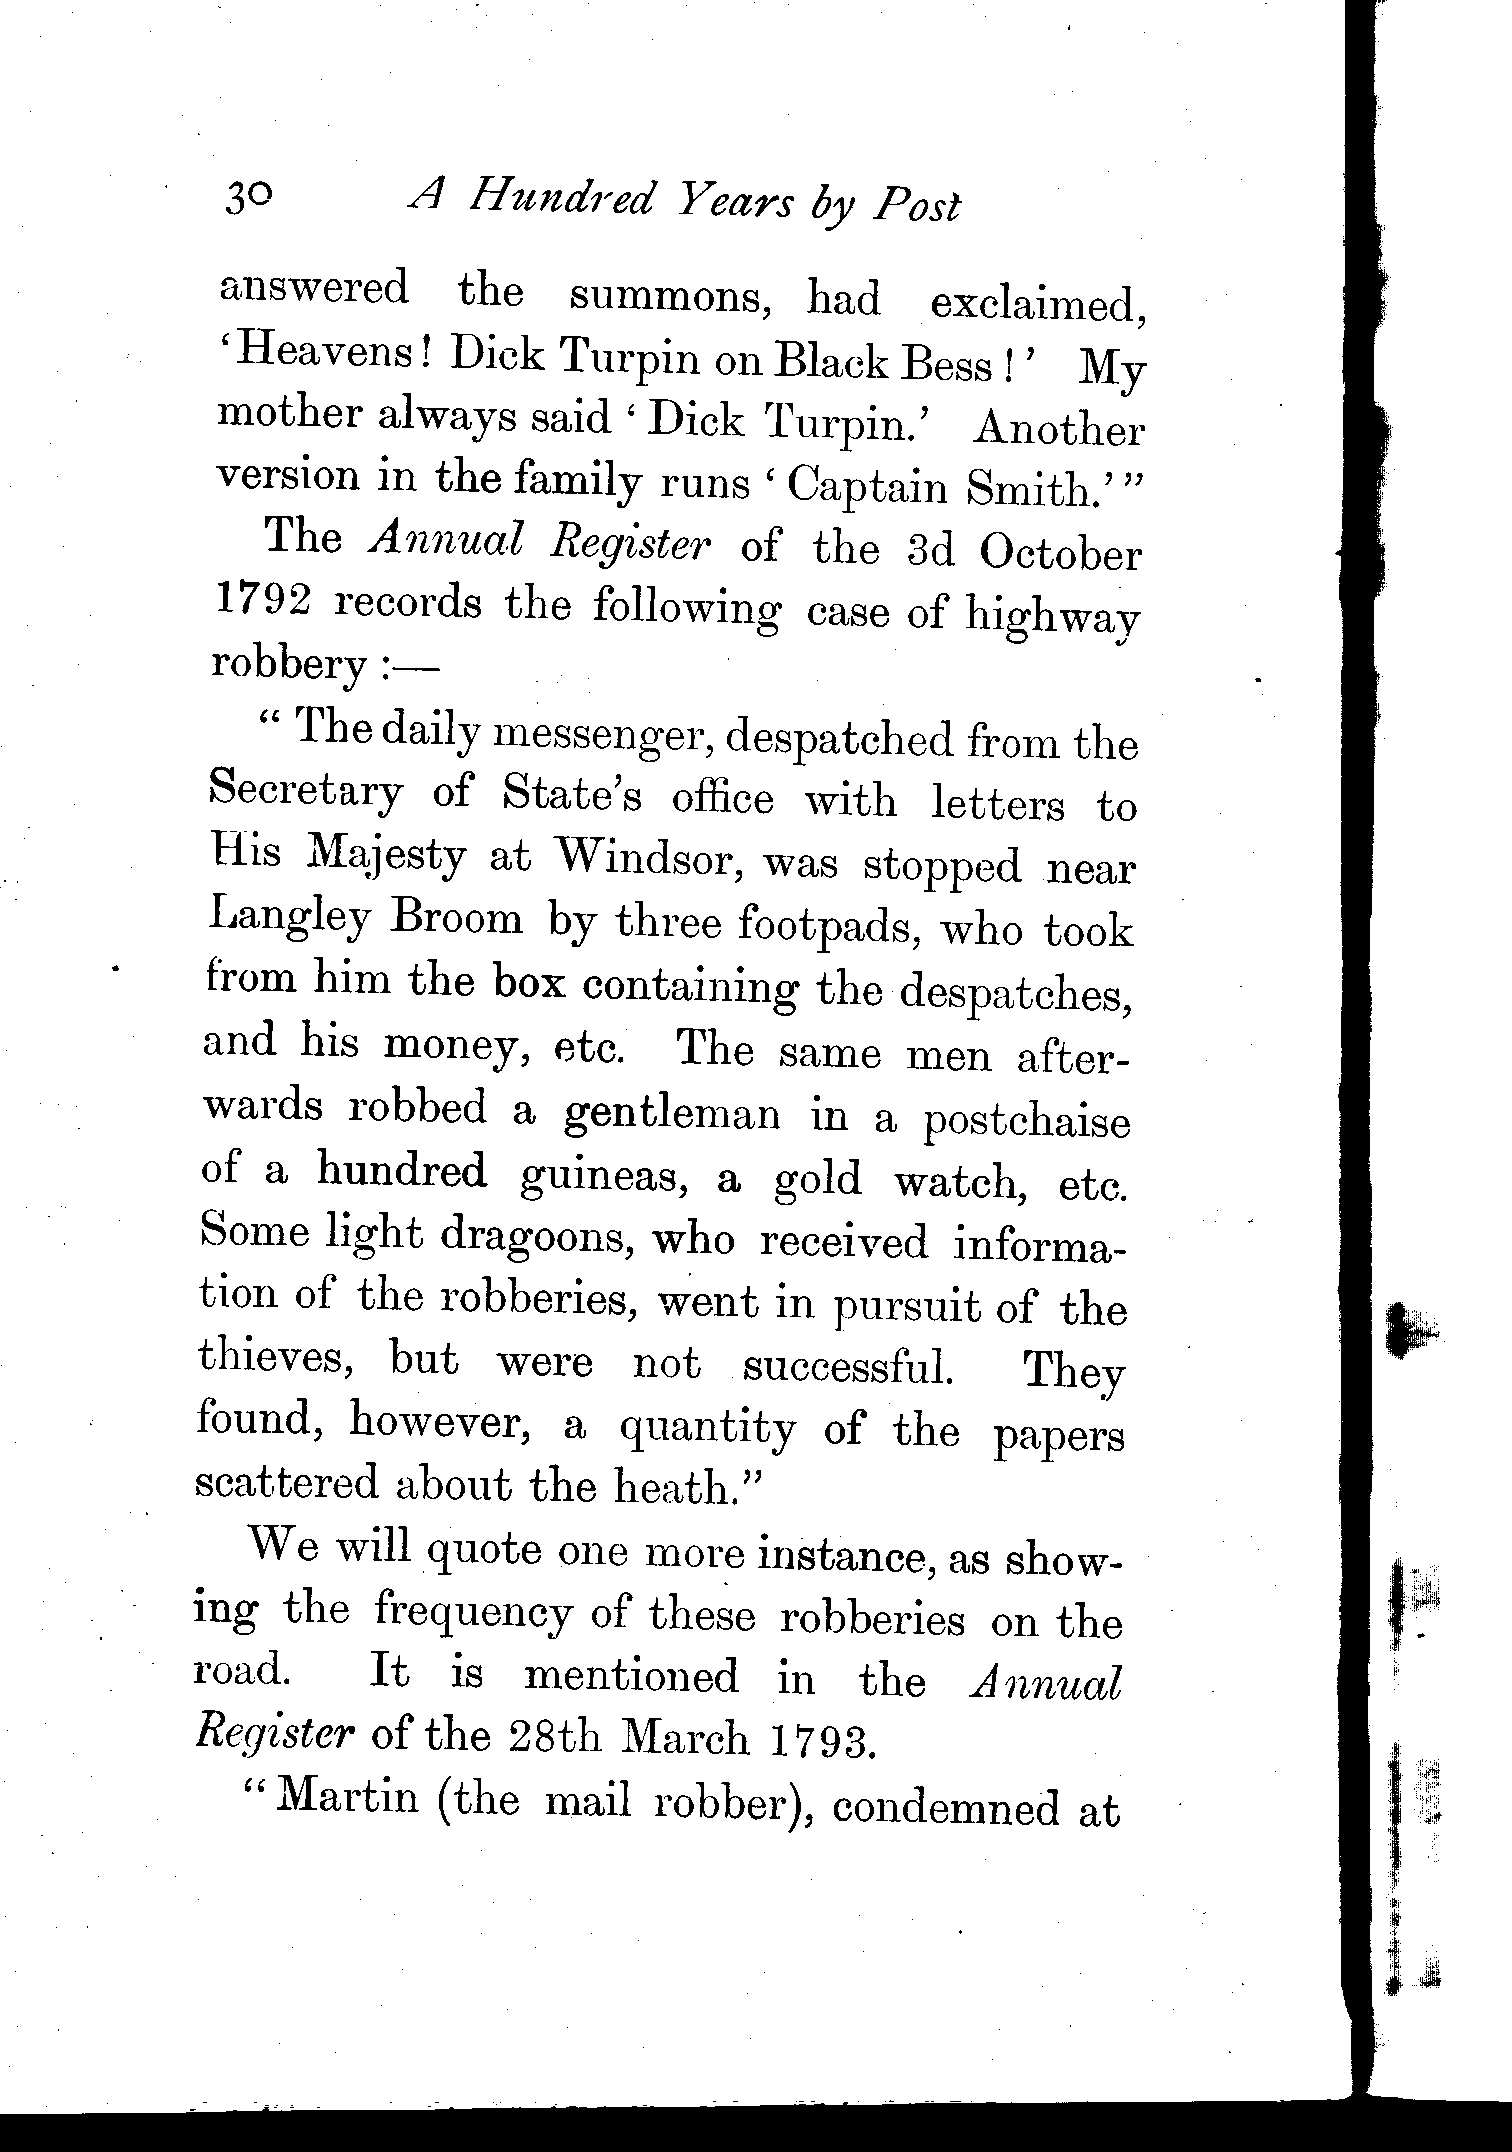 30 A Hundred Years by Post
answered the summons, had exclaimed,
‘Heavens! Dick Turpin on Black Bess!’ My
mother always said ‘Dick Turpin.’ Another
version in the family runs ‘Captain Smith.’”
The Annual Register of the 3d October
1792 records the following case of highway
robbery:—
“The daily messenger, despatched from the
Secretary of State’s office with letters to
His Majesty at Windsor, was stopped near
Langley Broom by three footpads, who took
from him the box containing the despatches,
and his money, etc. The same men after-
wards robbed a gentleman in a postchaise
of a hundred guineas, a gold watch, etc.
Some light dragoons, who received informa-
tion of the robberies, went in pursuit of the
thieves, but were not successful. They
found, however, a quantity of the papers
scattered about the heath.”
We will quote one more instance, as show-
ing the frequency of these robberies on the
road. It is mentioned in the Annual
Register of the 28th March 1793.
“Martin (the mail robber), condemned at